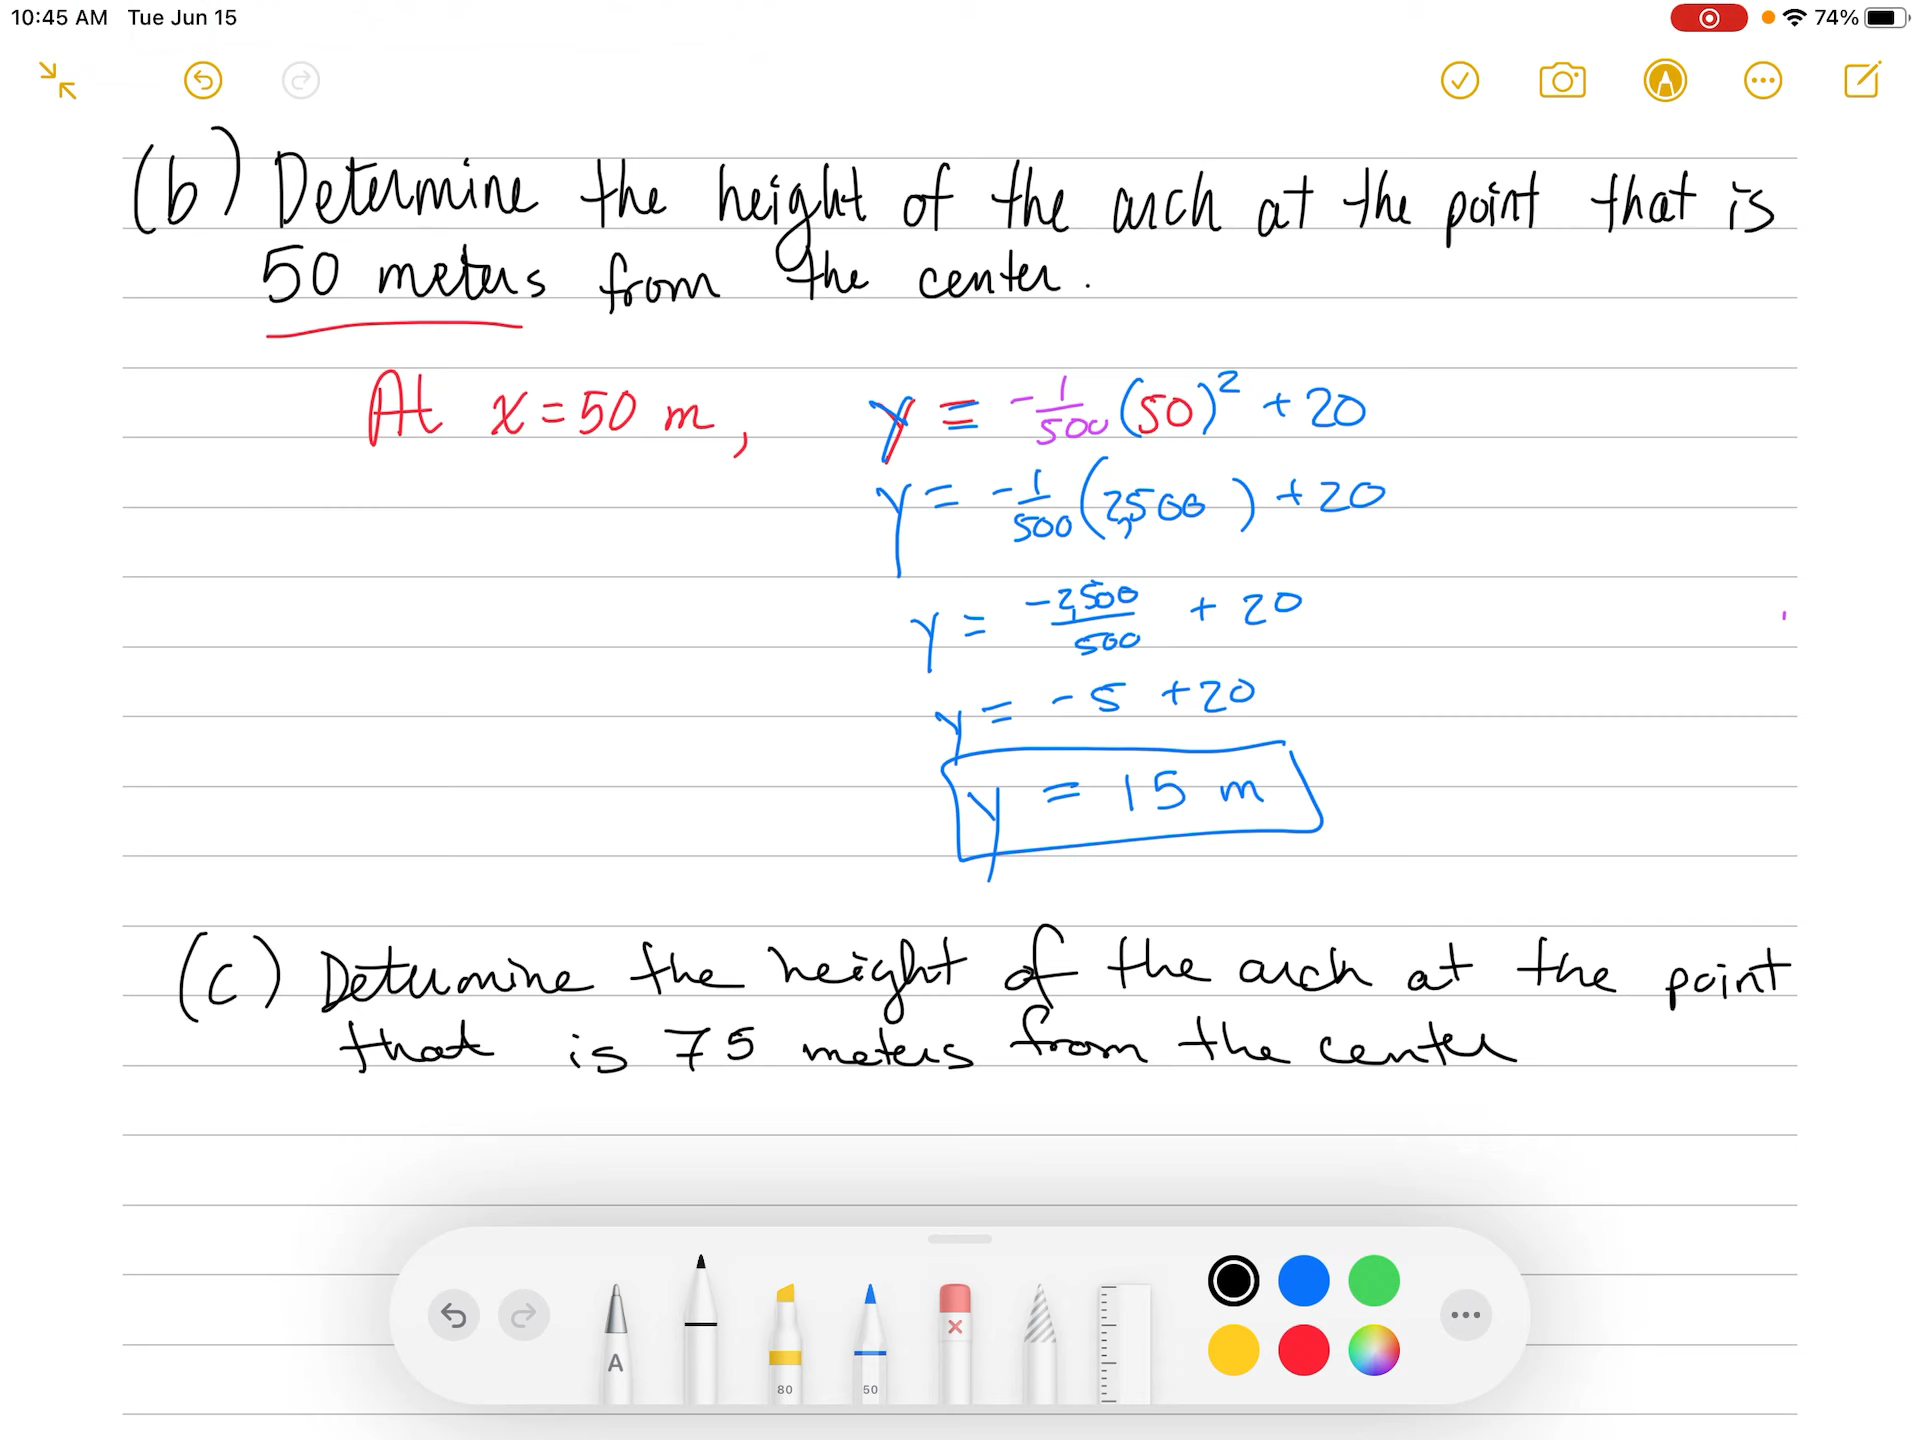 10:45 AM Tue Jun 15
74%
(b) Determine the height of the arch at the point that is
50 meters from the center.
At x = 50 m, y = -1/500 (50)² + 20
y = -1/500 (2,500) + 20
y = -2,500/500 + 20
y = -5 + 20
y = 15 m
(c) Determine the height of the arch at the point
that is 75 meters from the center
A
80
50